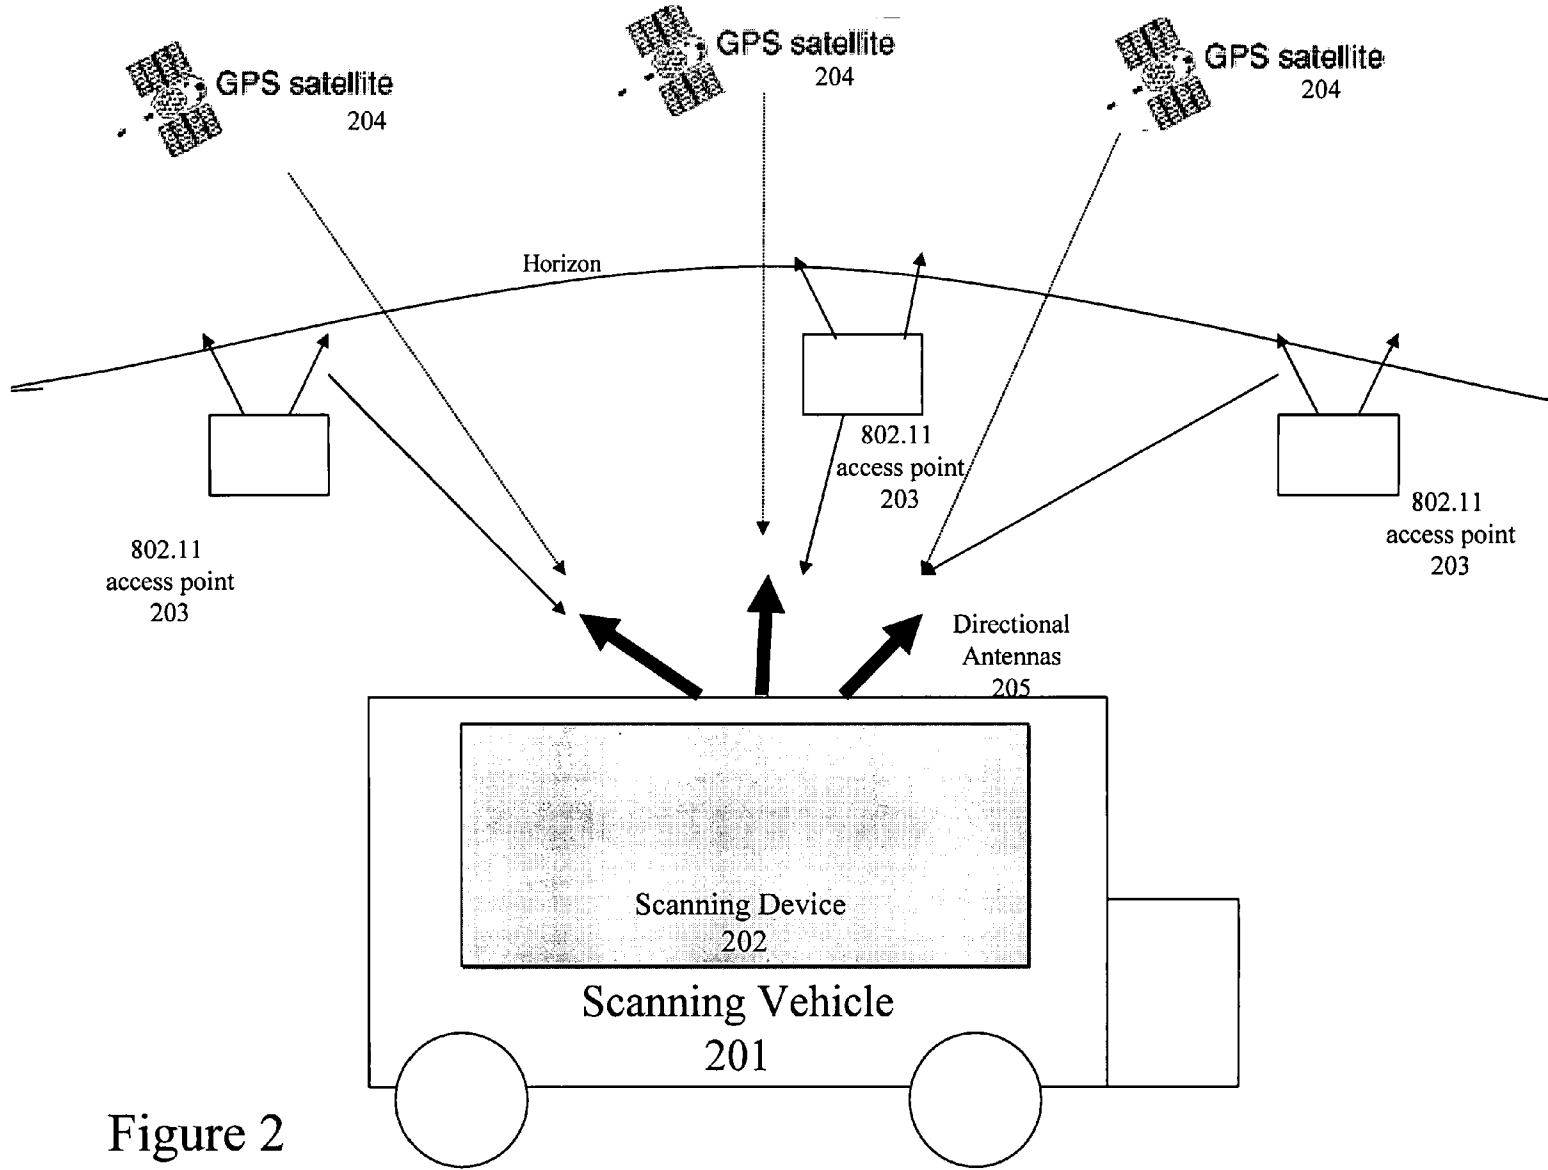 GPS satellite
204
GPS satellite
204
GPS satellite
204
Horizon
802.11
access point
203
802.11
access point
203
802.11
access point
203
Directional
Antennas
205
Scanning Device
202
Scanning Vehicle
201
Figure 2